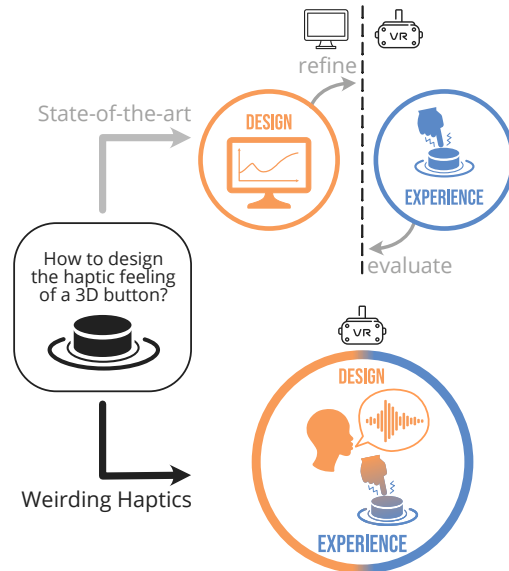 VR
refine
State-of-the-art
DESIGN
EXPERIENCE
evaluate
How to design
the haptic feeling
of a 3D button?
VR
DESIGN
Weirding Haptics
EXPERIENCE